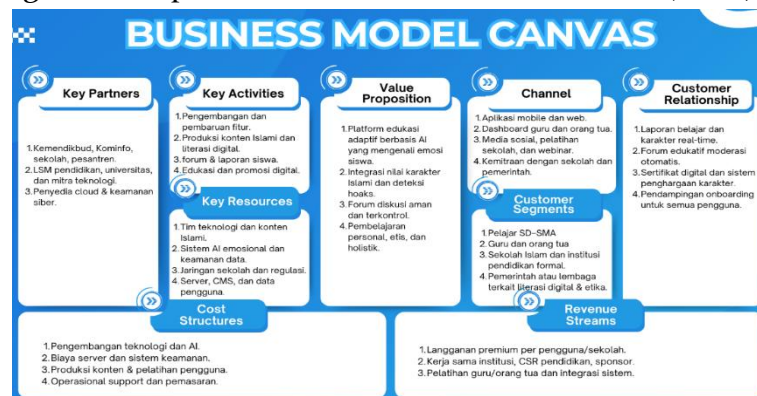 BUSINESS MODEL CANVAS
Key Partners
1.Kemendikbud, Kominfo,
sekolah, pesantren.
2.LSM pendidikan, universitas,
dan mitra teknologi.
3.Penyedia cloud & keamanan
siber.
Key Activities
1.Pengembangan dan
pembaruan fitur.
2.Produksi konten Islami dan
literasi digital.
3.forum & laporan siswa.
4.Edukasi dan promosi digital.
Key Resources
1.Tim teknologi dan konten
Islami.
2.Sistem AI emosional dan
keamanan data.
3.Jaringan sekolah dan regulasi.
4.Server, CMS, dan data
pengguna.
Value
Proposition
1.Platform edukasi
adaptif berbasis AI
yang mengenali emosi
siswa.
2.Integrasi nilai karakter
Islami dan deteksi
hoaks.
3.Forum diskusi aman
dan terkontrol.
4.Pembelajaran
personal, etis, dan
holistik.
Channel
1.Aplikasi mobile dan web.
2.Dashboard guru dan orang tua.
3.Media sosial, pelatihan
sekolah, dan webinar.
4.Kemitraan dengan sekolah dan
pemerintah.
Customer
Segments
1.Pelajar SD-SMA
2.Guru dan orang tua
3.Sekolah Islam dan institusi
pendidikan formal.
4.Pemerintah atau lembaga
terkait literasi digital & etika.
Customer
Relationship
1.Laporan belajar dan
karakter real-time.
2.Forum edukatif moderasi
otomatis.
3.Sertifikat digital dan sistem
penghargaan karakter.
4.Pendampingan onboarding
untuk semua pengguna.
Cost
Structures
1.Pengembangan teknologi dan AI.
2.Biaya server dan sistem keamanan.
3.Produksi konten & pelatihan pengguna.
4.Operasional support dan pemasaran.
Revenue
Streams
1.Langganan premium per pengguna/sekolah.
2.Kerja sama institusi, CSR pendidikan, sponsor.
3.Pelatihan guru/orang tua dan integrasi sistem.